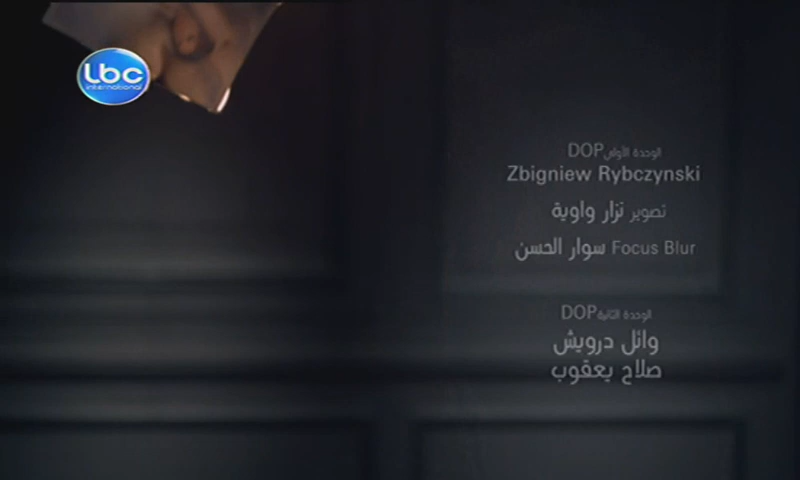 lbc
international
الوحدة الأولى DOP
Zbigniew Rybczynski
تصوير نزار واوية
Focus Blur سوار الحسن
الوحدة الثانية DOP
وائل درويش
صلاح يعقوب